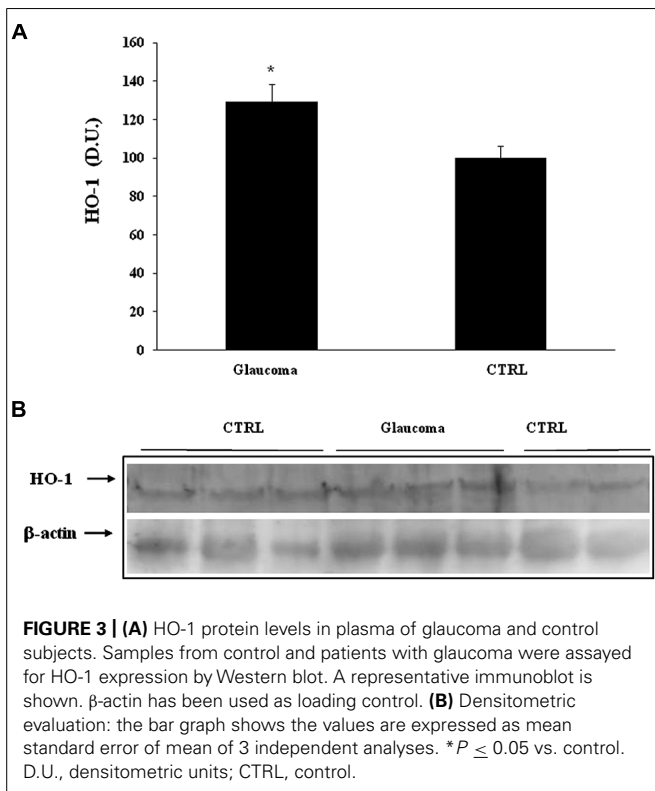 A
160
140
120
100
80
60
40
20
0
HO-1 (D.U.)
*
Glaucoma CTRL
B
CTRL Glaucoma CTRL
HO-1
β-actin
FIGURE 3 | (A) HO-1 protein levels in plasma of glaucoma and control
subjects. Samples from control and patients with glaucoma were assayed
for HO-1 expression by Western blot. A representative immunoblot is
shown. β-actin has been used as loading control. (B) Densitometric
evaluation: the bar graph shows the values are expressed as mean
standard error of mean of 3 independent analyses. *P ≤ 0.05 vs. control.
D.U., densitometric units; CTRL, control.